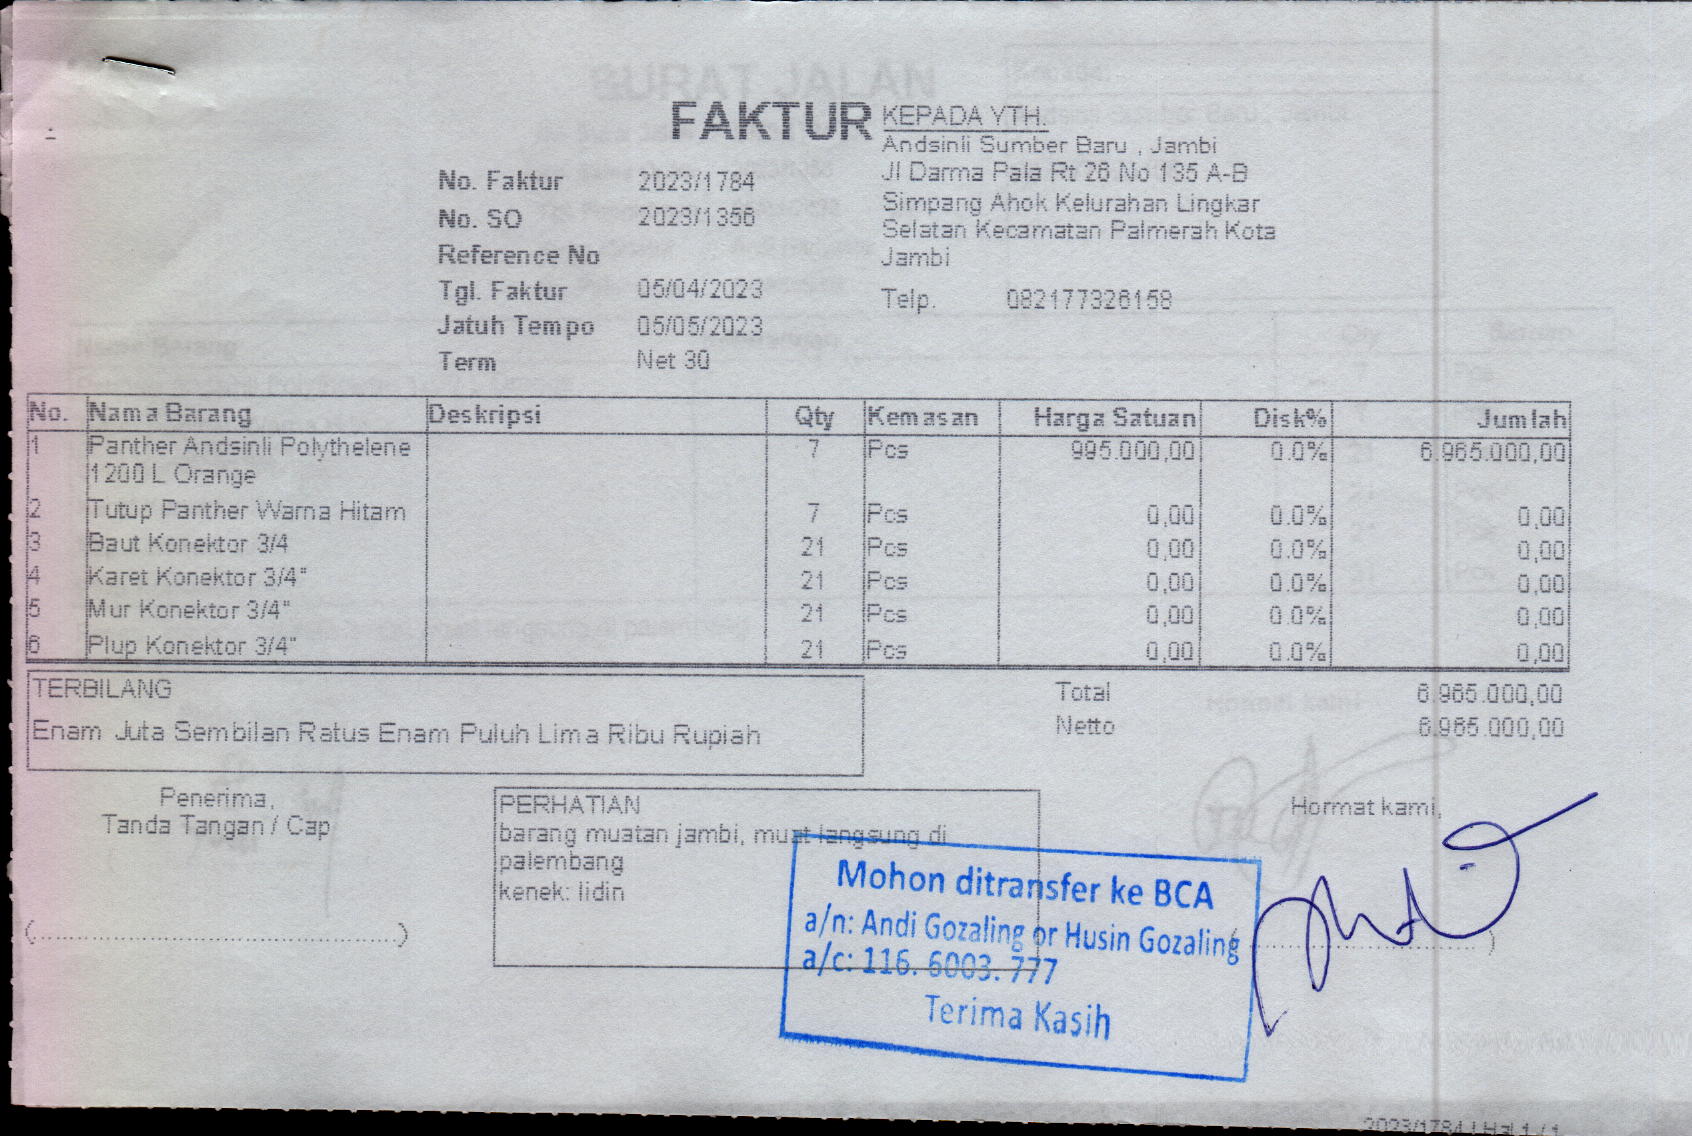 FAKTUR
No. Faktur 2023/1784
No. SO 2023/1356
Reference No
Tgl. Faktur 05/04/2023
Jatuh Tempo 05/05/2023
Term Net 30
KEPADA YTH.
Andsinli Sumber Baru , Jambi
Jl Darma Pala Rt 26 No 135 A-B
Simpang Ahok Kelurahan Lingkar
Selatan Kecamatan Palmerah Kota
Jambi
Telp. 082177326158
No. Nama Barang Deskripsi Qty Kemasan Harga Satuan Disk% Jumlah
1 Panther Andsinli Polythelene 7 Pcs 995.000,00 0.0% 6.965.000,00
1200 L Orange
2 Tutup Panther Warna Hitam 7 Pcs 0,00 0.0% 0,00
3 Baut Konektor 3/4 21 Pcs 0,00 0.0% 0,00
4 Karet Konektor 3/4" 21 Pcs 0,00 0.0% 0,00
5 Mur Konektor 3/4" 21 Pcs 0,00 0.0% 0,00
6 Plup Konektor 3/4" 21 Pcs 0,00 0.0% 0,00
TERBILANG
Enam Juta Sembilan Ratus Enam Puluh Lima Ribu Rupiah
Total 6.965.000,00
Netto 6.965.000,00
Penerima,
Tanda Tangan / Cap
(......................................................)
PERHATIAN
barang muatan jambi, muat langsung di
palembang
kenek: lidin
Hormat kami,
Mohon ditransfer ke BCA
a/n: Andi Gozaling or Husin Gozaling
a/c: 116. 6003. 777
Terima Kasih
2023/1784 | Hal 1 / 1
SURAT JALAN